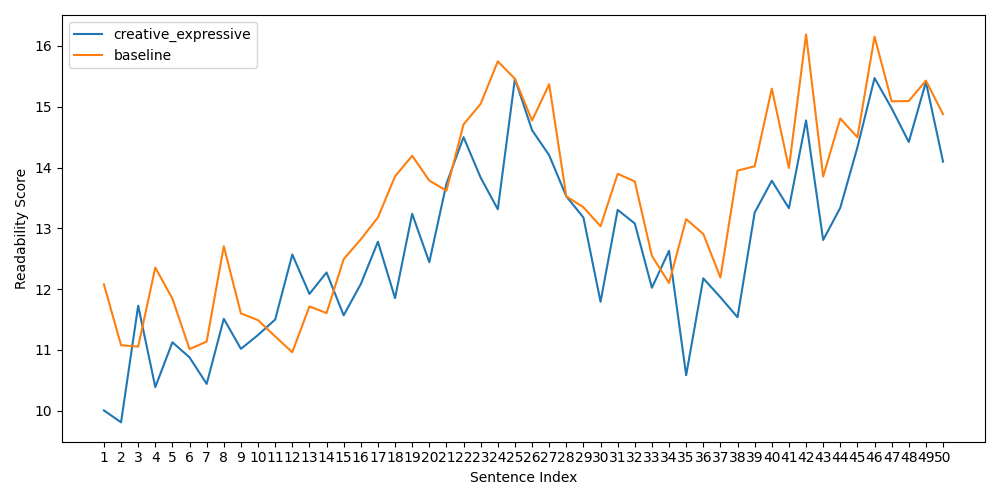 creative_expressive
baseline
16
15
14
13
12
11
10
Readability Score
1 2 3 4 5 6 7 8 9 10 11 12 13 14 15 16 17 18 19 20 21 22 23 24 25 26 27 28 29 30 31 32 33 34 35 36 37 38 39 40 41 42 43 44 45 46 47 48 49 50
Sentence Index